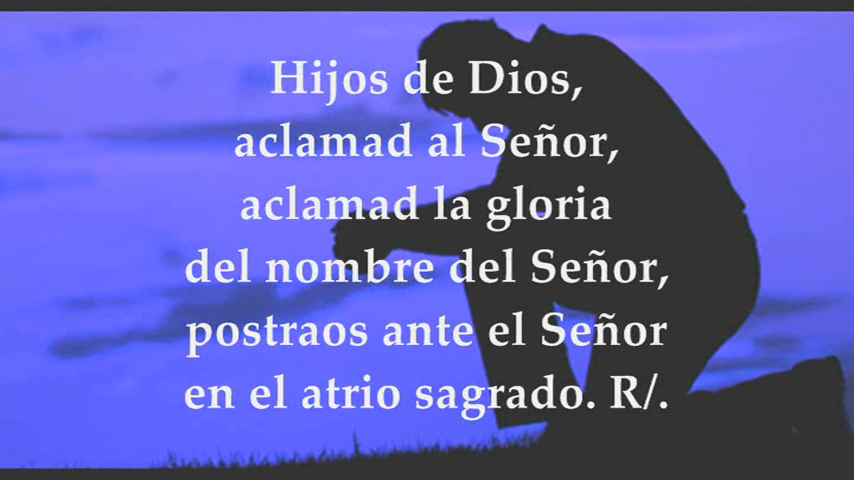 Hijos de Dios,
aclamad al Señor,
aclamad la gloria
del nombre del Señor,
postraos ante el Señor
en el atrio sagrado. R/.